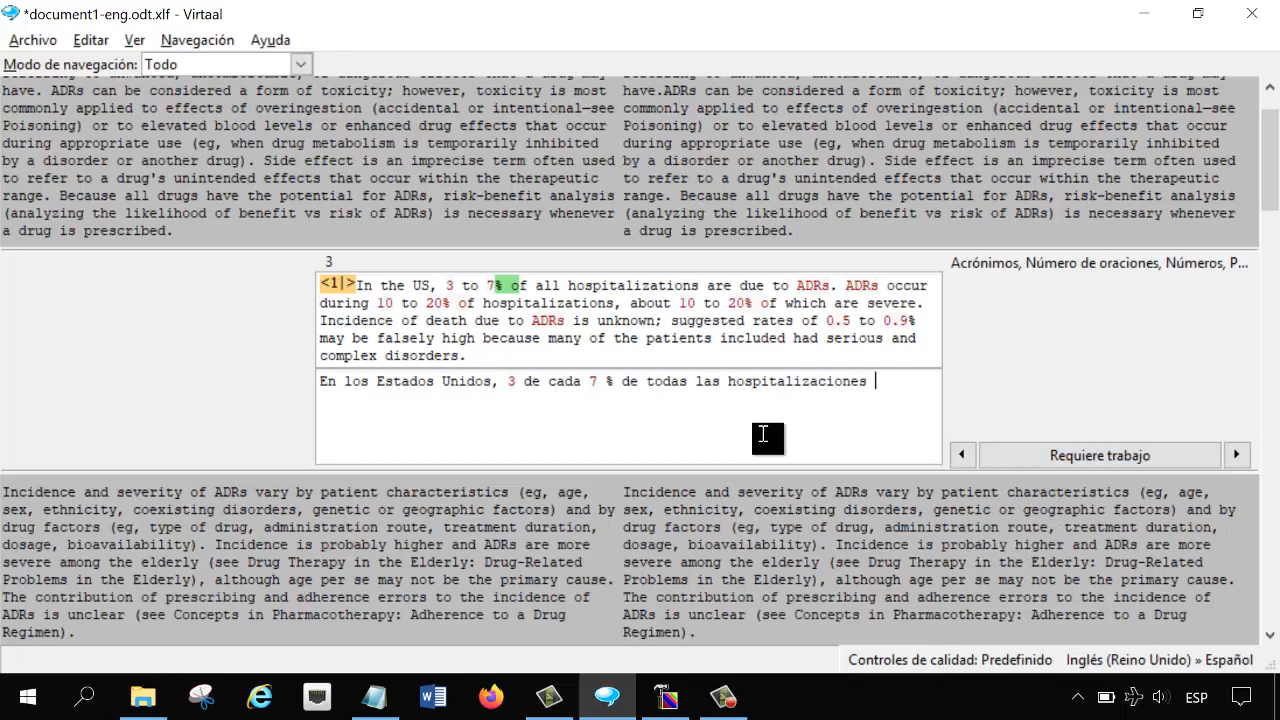 *document1-eng.odt.xlf - Virtaal
Archivo Editar Ver Navegación Ayuda
Modo de navegación: Todo
have. ADRs can be considered a form of toxicity; however, toxicity is most
commonly applied to effects of overingestion (accidental or intentional—see
Poisoning) or to elevated blood levels or enhanced drug effects that occur
during appropriate use (eg, when drug metabolism is temporarily inhibited
by a disorder or another drug). Side effect is an imprecise term often used
to refer to a drug's unintended effects that occur within the therapeutic
range. Because all drugs have the potential for ADRs, risk-benefit analysis
(analyzing the likelihood of benefit vs risk of ADRs) is necessary whenever
a drug is prescribed.
have.ADRs can be considered a form of toxicity; however, toxicity is most
commonly applied to effects of overingestion (accidental or intentional—see
Poisoning) or to elevated blood levels or enhanced drug effects that occur
during appropriate use (eg, when drug metabolism is temporarily inhibited
by a disorder or another drug). Side effect is an imprecise term often used
to refer to a drug's unintended effects that occur within the therapeutic
range. Because all drugs have the potential for ADRs, risk-benefit analysis
(analyzing the likelihood of benefit vs risk of ADRs) is necessary whenever
a drug is prescribed.
3
Acrónimos, Número de oraciones, Números, P...
<1|>In the US, 3 to 7% of all hospitalizations are due to ADRs. ADRs occur
during 10 to 20% of hospitalizations, about 10 to 20% of which are severe.
Incidence of death due to ADRs is unknown; suggested rates of 0.5 to 0.9%
may be falsely high because many of the patients included had serious and
complex disorders.
En los Estados Unidos, 3 de cada 7 % de todas las hospitalizaciones
Requiere trabajo
Incidence and severity of ADRs vary by patient characteristics (eg, age,
sex, ethnicity, coexisting disorders, genetic or geographic factors) and by
drug factors (eg, type of drug, administration route, treatment duration,
dosage, bioavailability). Incidence is probably higher and ADRs are more
severe among the elderly (see Drug Therapy in the Elderly: Drug-Related
Problems in the Elderly), although age per se may not be the primary cause.
The contribution of prescribing and adherence errors to the incidence of
ADRs is unclear (see Concepts in Pharmacotherapy: Adherence to a Drug
Regimen).
Incidence and severity of ADRs vary by patient characteristics (eg, age,
sex, ethnicity, coexisting disorders, genetic or geographic factors) and by
drug factors (eg, type of drug, administration route, treatment duration,
dosage, bioavailability). Incidence is probably higher and ADRs are more
severe among the elderly (see Drug Therapy in the Elderly: Drug-Related
Problems in the Elderly), although age per se may not be the primary cause.
The contribution of prescribing and adherence errors to the incidence of
ADRs is unclear (see Concepts in Pharmacotherapy: Adherence to a Drug
Regimen).
Controles de calidad: Predefinido Inglés (Reino Unido) » Español
ESP